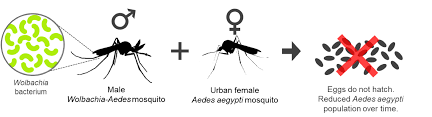 Wolbachia
bacterium
Male
Wolbachia-Aedes mosquito
Urban female
Aedes aegypti mosquito
Eggs do not hatch.
Reduced Aedes aegypti
population over time.